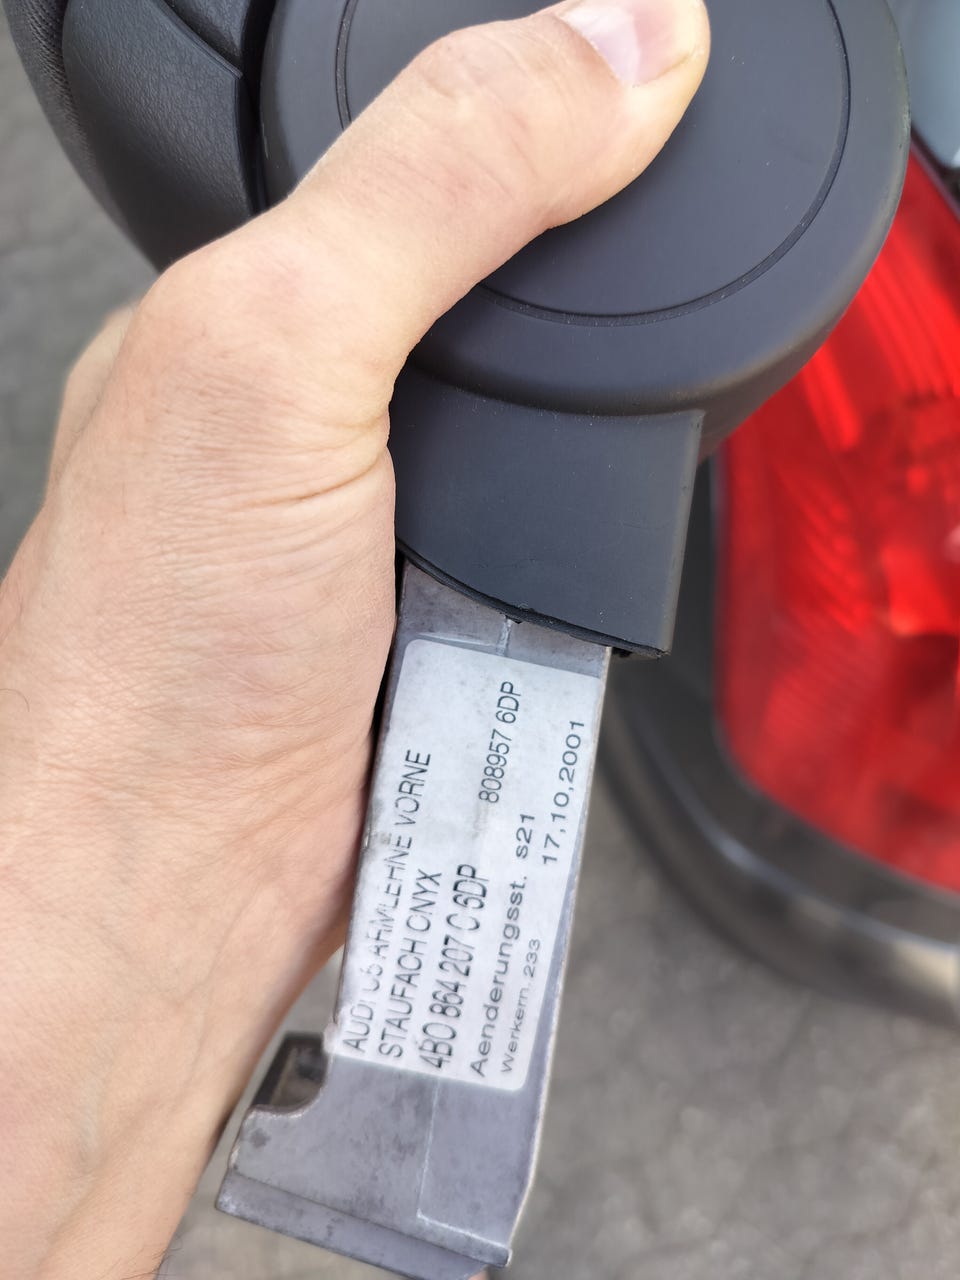 AUDI C5 ARMLEHNE VORNE
STAUFACH ONYX
4B0 864 207 C 6DP 808957 6DP
Aenderungsst. s21
Werkern. 233 17,10,2001